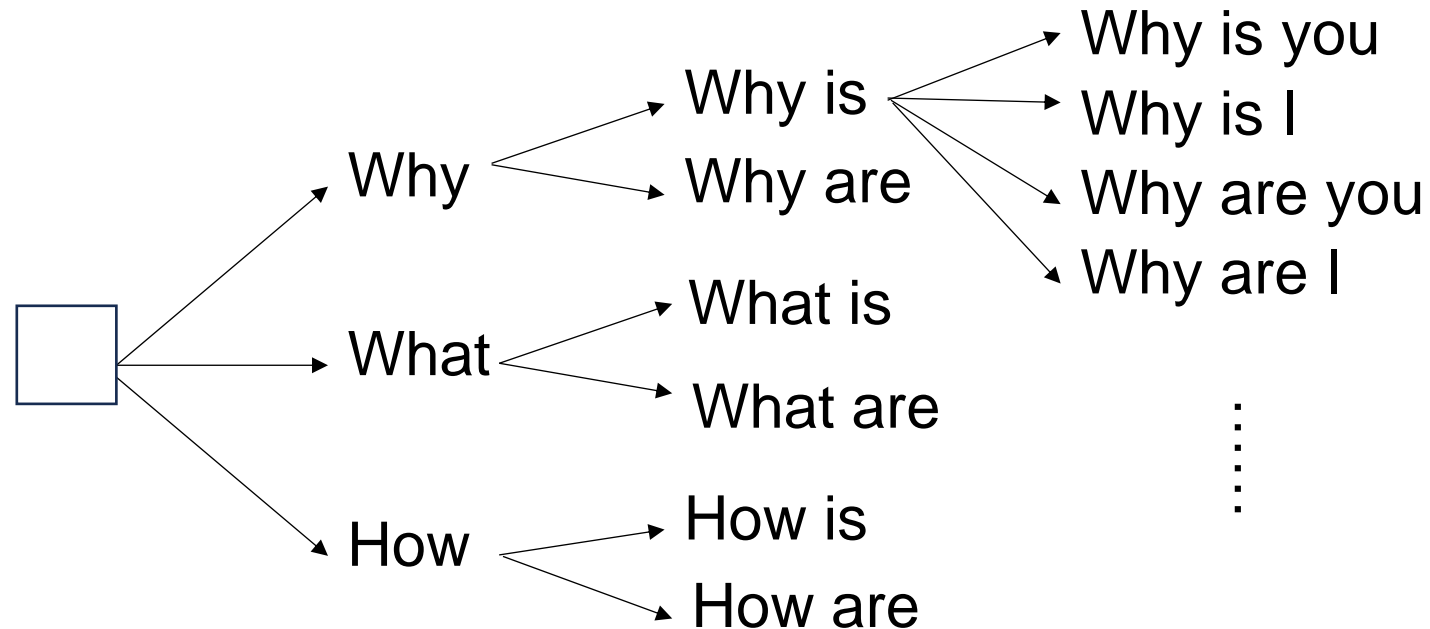 Why is you
Why is
Why is I
Why
Why are
Why are you
Why are I
What is
What
What are
How is
How
How are